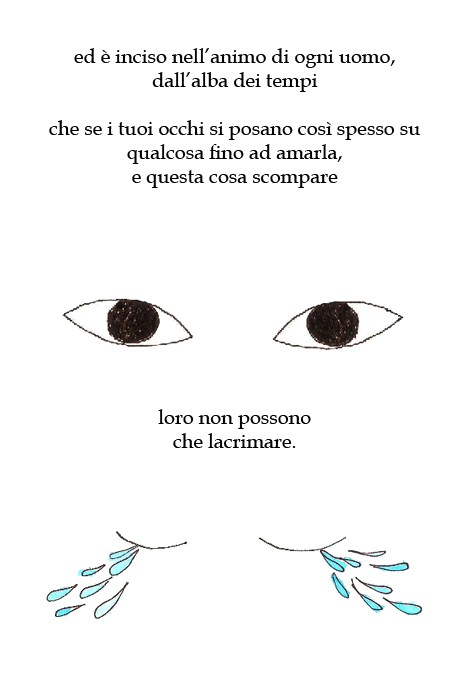 ed è inciso nell'animo di ogni uomo,
dall'alba dei tempi
che se i tuoi occhi si posano così spesso su
qualcosa fino ad amarla,
e questa cosa scompare
loro non possono
che lacrimare.